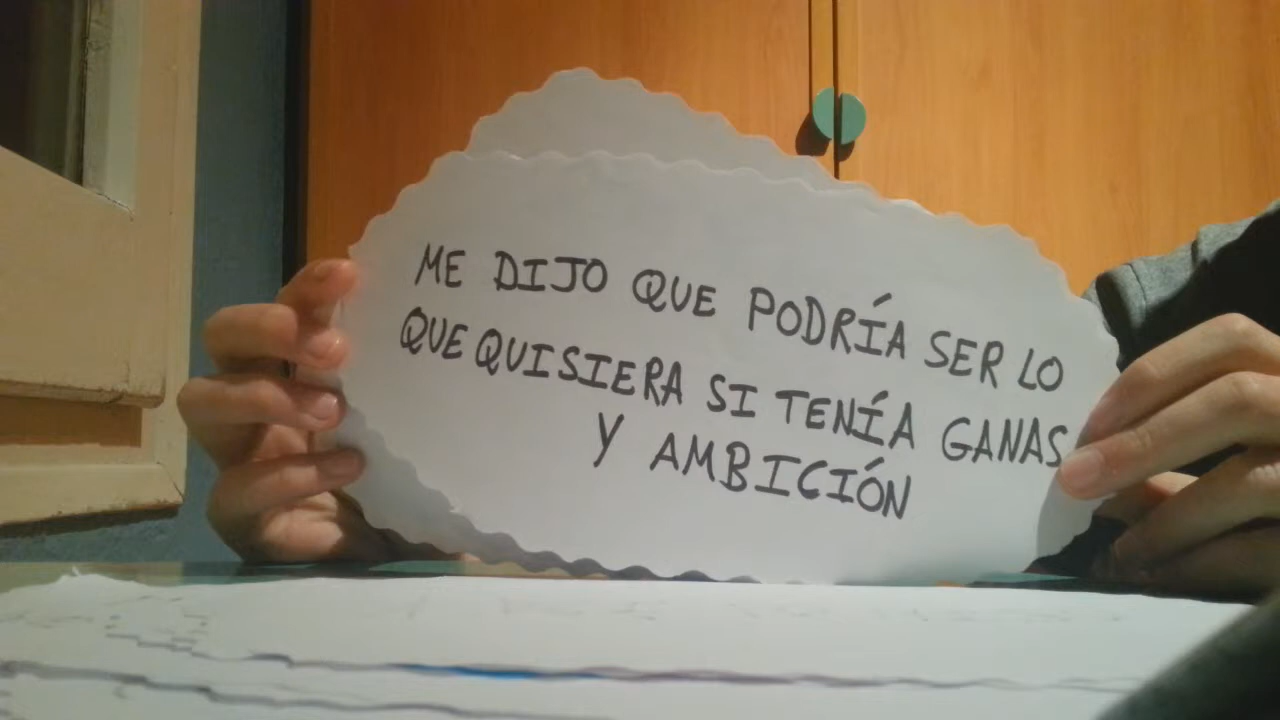 ME DIJO QUE PODRÍA SER LO
QUE QUISIERA SI TENÍA GANAS
Y AMBICIÓN